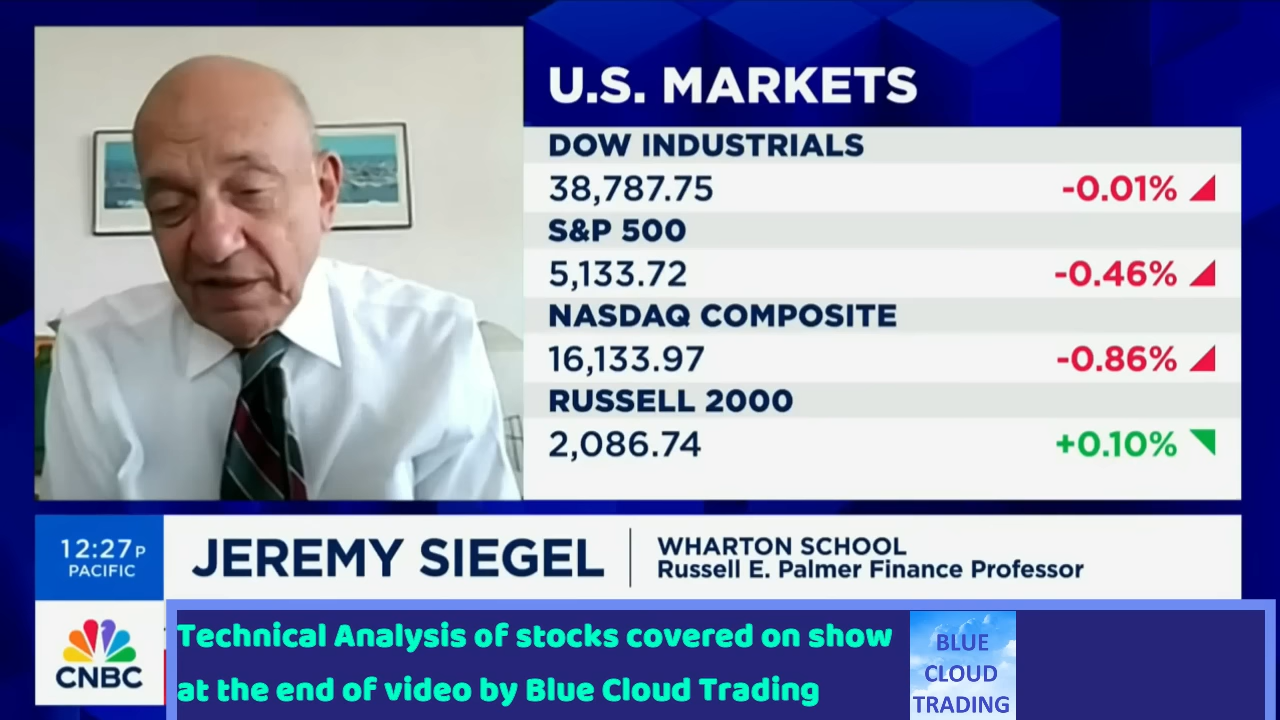 U.S. MARKETS
DOW INDUSTRIALS
38,787.75 -0.01%
S&P 500
5,133.72 -0.46%
NASDAQ COMPOSITE
16,133.97 -0.86%
RUSSELL 2000
2,086.74 +0.10%
12:27P
PACIFIC
JEREMY SIEGEL
WHARTON SCHOOL
Russell E. Palmer Finance Professor
CNBC
Technical Analysis of stocks covered on show
at the end of video by Blue Cloud Trading
BLUE
CLOUD
TRADING